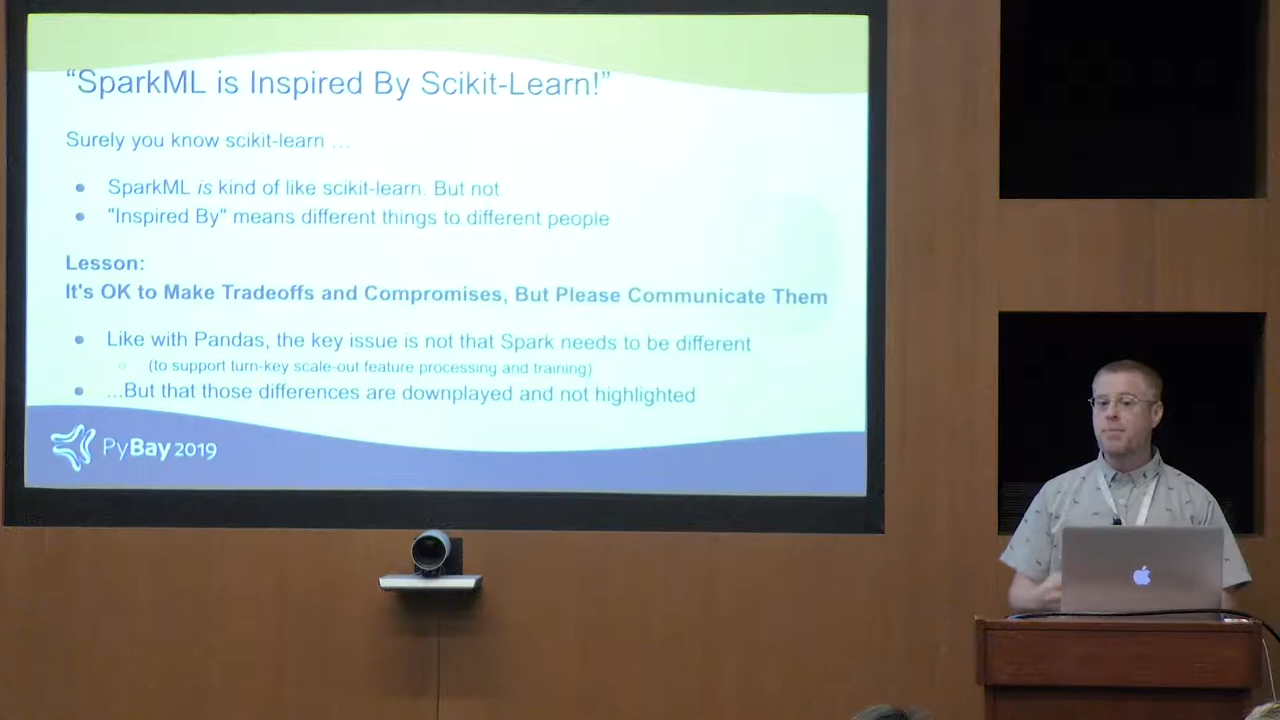 “SparkML is Inspired By Scikit-Learn!”
Surely you know scikit-learn …
SparkML is kind of like scikit-learn. But not
"Inspired By" means different things to different people
Lesson:
It's OK to Make Tradeoffs and Compromises, But Please Communicate Them
Like with Pandas, the key issue is not that Spark needs to be different
(to support turn-key scale-out feature processing and training)
...But that those differences are downplayed and not highlighted
PyBay 2019